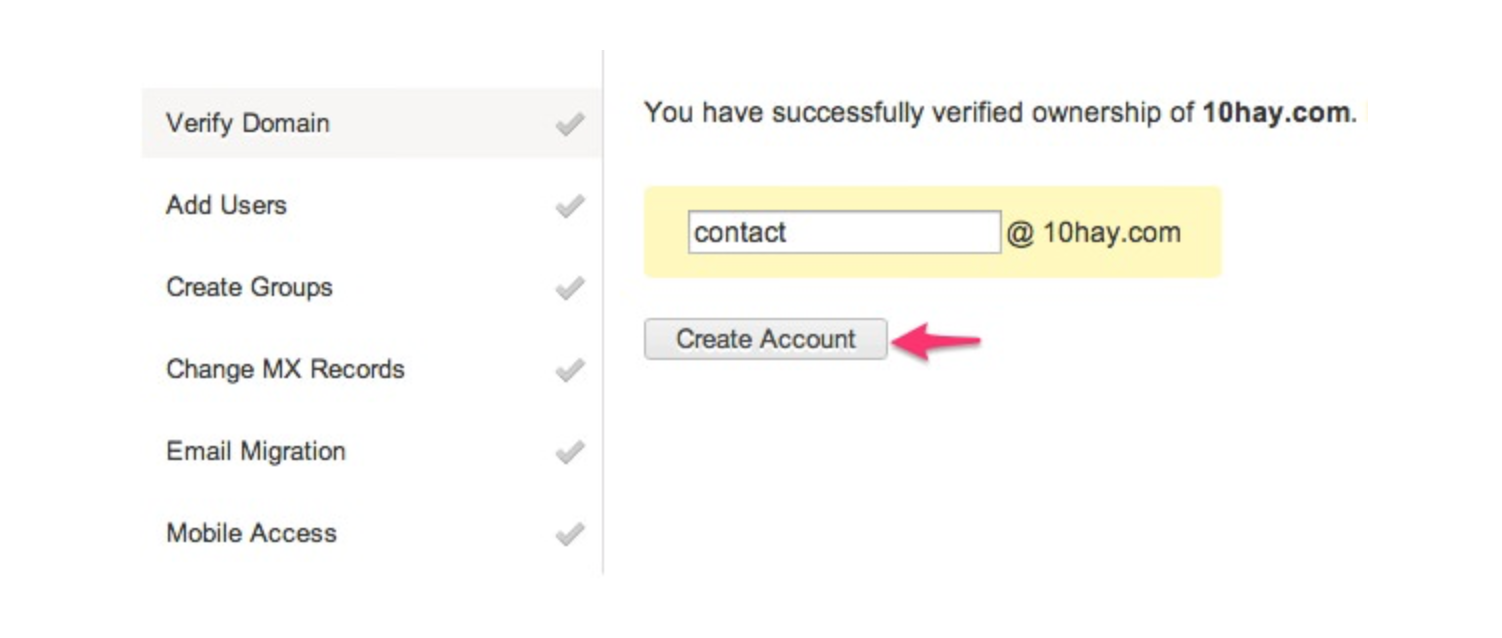 Verify Domain
Add Users
Create Groups
Change MX Records
Email Migration
Mobile Access
You have successfully verified ownership of 10hay.com.
contact @ 10hay.com
Create Account